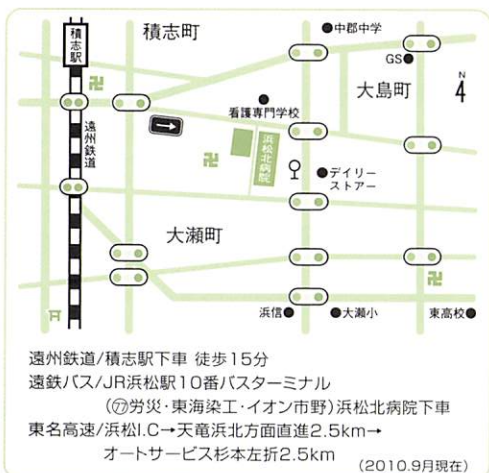 積志駅
積志町
中郡中学
GS
大島町
N
看護専門学校
遠州鉄道
浜松北病院
デイリー
ストアー
大瀬町
浜信
大瀬小
東高校
遠州鉄道/積志駅下車 徒歩15分
遠鉄バス/JR浜松駅10番バスターミナル
(㋐労災・東海染工・イオン市野)浜松北病院下車
東名高速/浜松I.C→天竜浜北方面直進2.5km→
オートサービス杉本左折2.5km
(2010.9月現在)